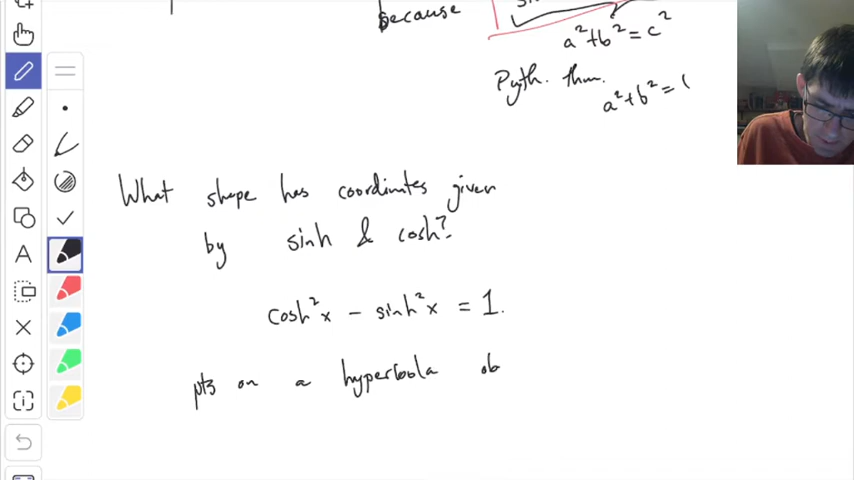 because
a²+b²=c²
Pyth. thm.
a²+b²=
What shape has coordinates given
by sinh & cosh?
cosh²x − sinh²x = 1.
pts on a hyperbola ob